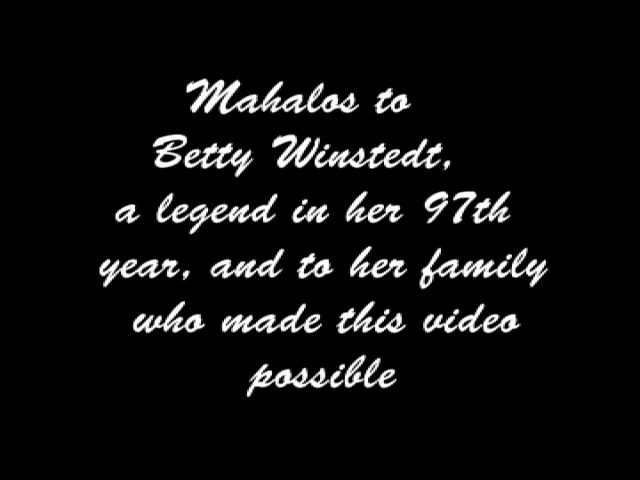 Mahalos to
Betty Winstedt,
a legend in her 97th
year, and to her family
who made this video
possible